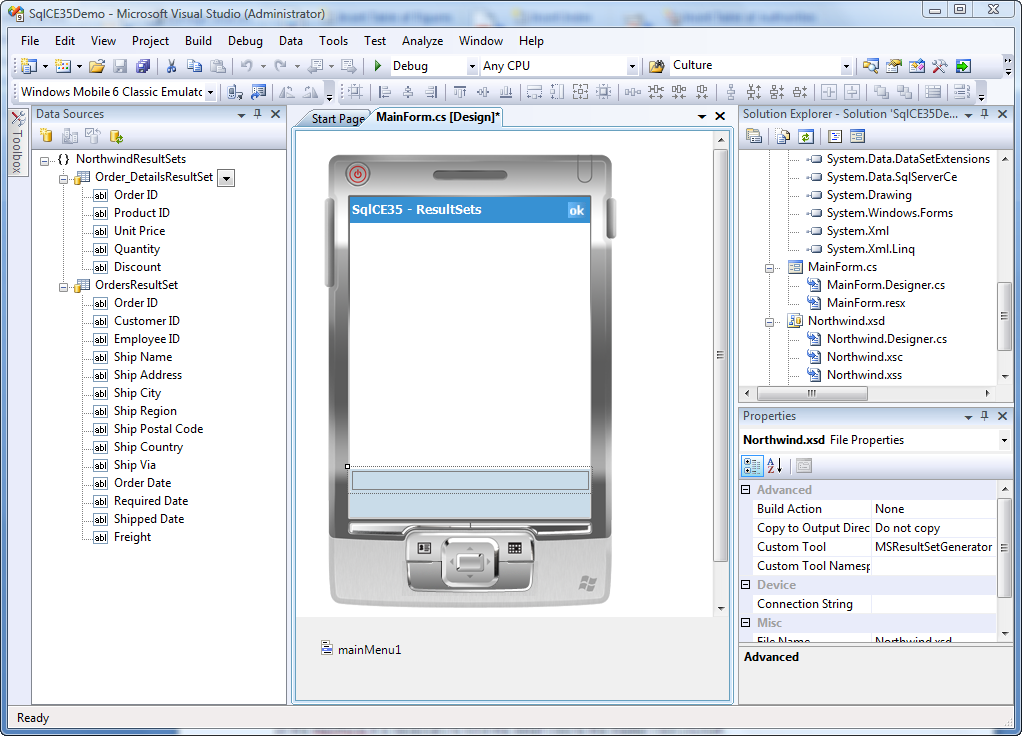 SqlCE35Demo - Microsoft Visual Studio (Administrator)
File Edit View Project Build Debug Data Tools Test Analyze Window Help
Debug Any CPU Culture
Windows Mobile 6 Classic Emulato
Data Sources
Toolbox
NorthwindResultSets
Order_DetailsResultSet
Order ID
Product ID
Unit Price
Quantity
Discount
OrdersResultSet
Order ID
Customer ID
Employee ID
Ship Name
Ship Address
Ship City
Ship Region
Ship Postal Code
Ship Country
Ship Via
Order Date
Required Date
Shipped Date
Freight
Start Page MainForm.cs [Design]*
SqlCE35 - ResultSets ok
mainMenu1
Solution Explorer - Solution 'SqlCE35De...
System.Data.DataSetExtensions
System.Data.SqlServerCe
System.Drawing
System.Windows.Forms
System.Xml
System.Xml.Linq
MainForm.cs
MainForm.Designer.cs
MainForm.resx
Northwind.xsd
Northwind.Designer.cs
Northwind.xsc
Northwind.xss
Properties
Northwind.xsd File Properties
Advanced
Build Action None
Copy to Output Direc Do not copy
Custom Tool MSResultSetGenerator
Custom Tool Namesp
Device
Connection String
Misc
File Name Northwind.xsd
Advanced
Ready